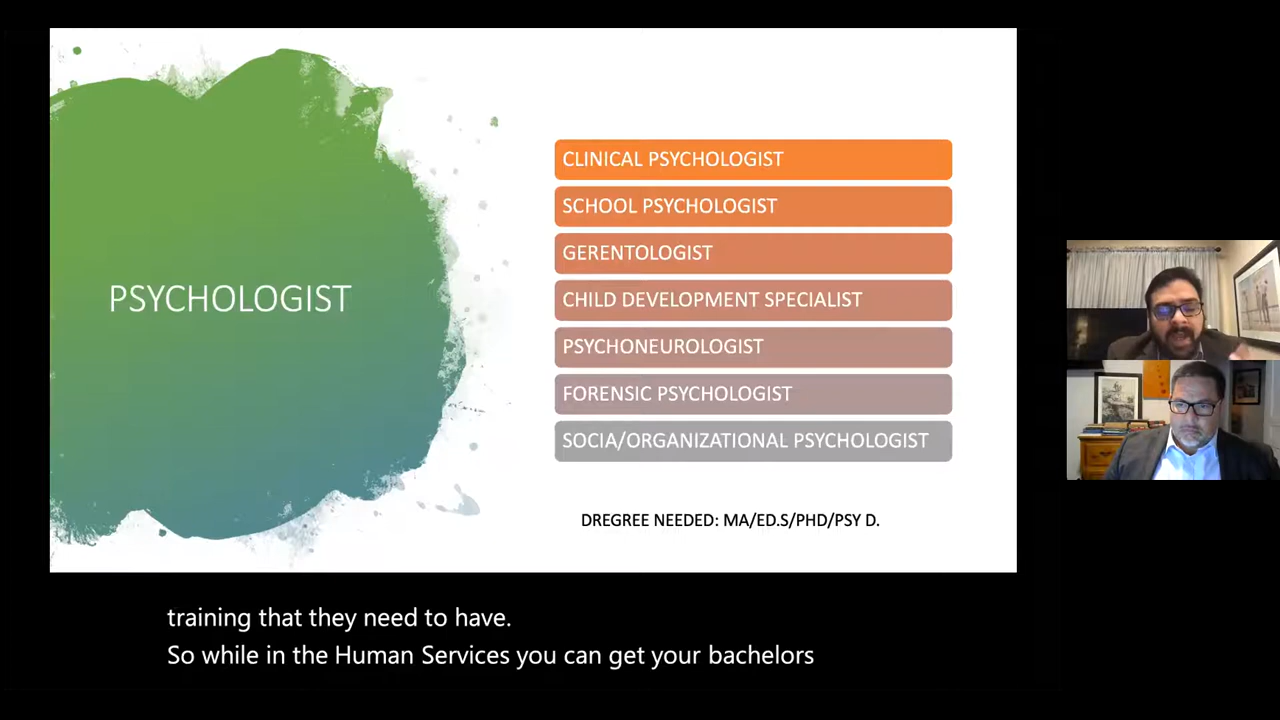 PSYCHOLOGIST
CLINICAL PSYCHOLOGIST
SCHOOL PSYCHOLOGIST
GERENTOLOGIST
CHILD DEVELOPMENT SPECIALIST
PSYCHONEUROLOGIST
FORENSIC PSYCHOLOGIST
SOCIA/ORGANIZATIONAL PSYCHOLOGIST
DREGREE NEEDED: MA/ED.S/PHD/PSY D.
training that they need to have.
So while in the Human Services you can get your bachelors